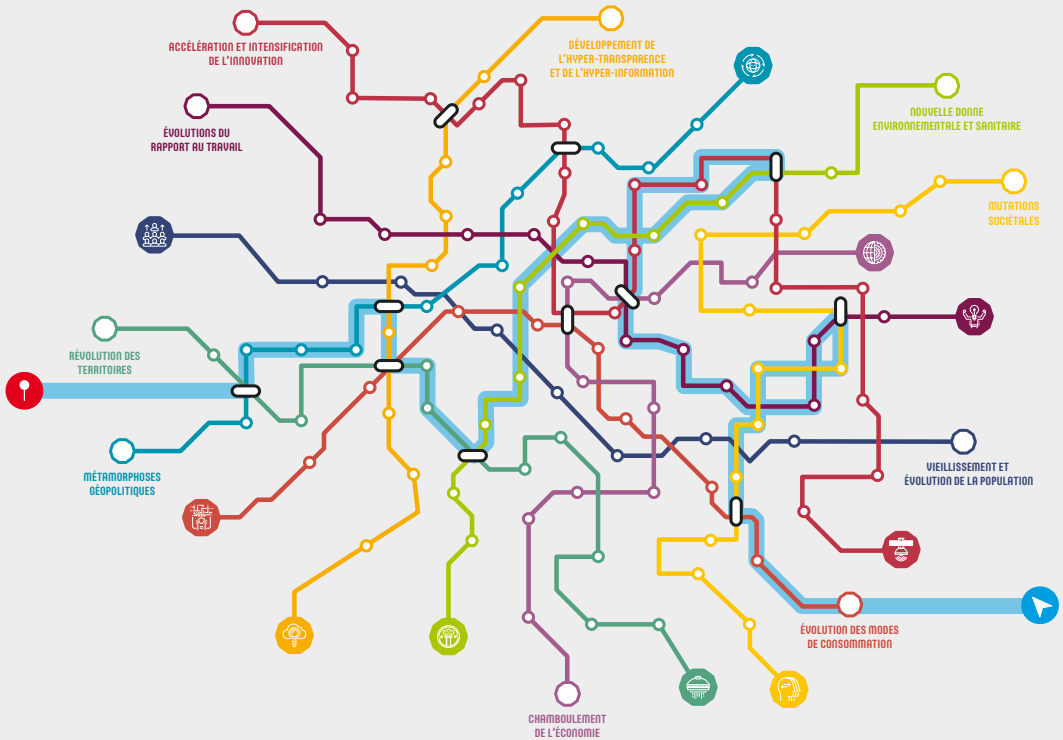 ACCÉLÉRATION ET INTENSIFICATION
DE L'INNOVATION
DÉVELOPPEMENT DE
L'HYPER-TRANSPARENCE
ET DE L'HYPER-INFORMATION
NOUVELLE DONNE
ENVIRONNEMENTALE ET SANITAIRE
ÉVOLUTIONS DU
RAPPORT AU TRAVAIL
MUTATIONS
SOCIÉTALES
RÉVOLUTION DES
TERRITOIRES
MÉTAMORPHOSES
GÉOPOLITIQUES
VIEILLISSEMENT ET
ÉVOLUTION DE LA POPULATION
ÉVOLUTION DES MODES
DE CONSOMMATION
CHAMBOULEMENT
DE L'ÉCONOMIE